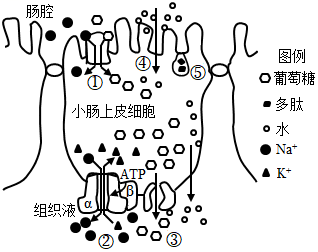 肠腔
④
⑤
①
图例
葡萄糖
多肽
水
Na⁺
K⁺
小肠上皮细胞
ATP
α
β
组织液
②
③